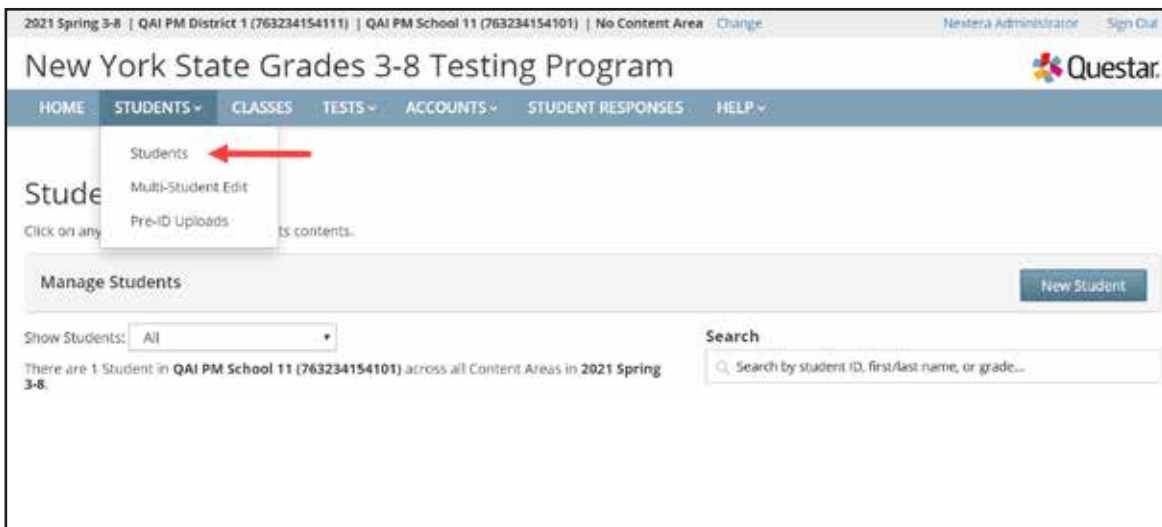 2021 Spring 3-8 | QAI PM District 1 (763234154111) | QAI PM School 11 (763234154101) | No Content Area Change Nextera Administrator Sign Out
New York State Grades 3-8 Testing Program Questar.
HOME STUDENTS CLASSES TESTS ACCOUNTS STUDENT RESPONSES HELP
Students
Multi-Student Edit
Pre-ID Uploads
Stude
Click on any ts contents.
Manage Students New Student
Show Students: All
There are 1 Student in QAI PM School 11 (763234154101) across all Content Areas in 2021 Spring
3-8.
Search
Search by student ID, first/last name, or grade...